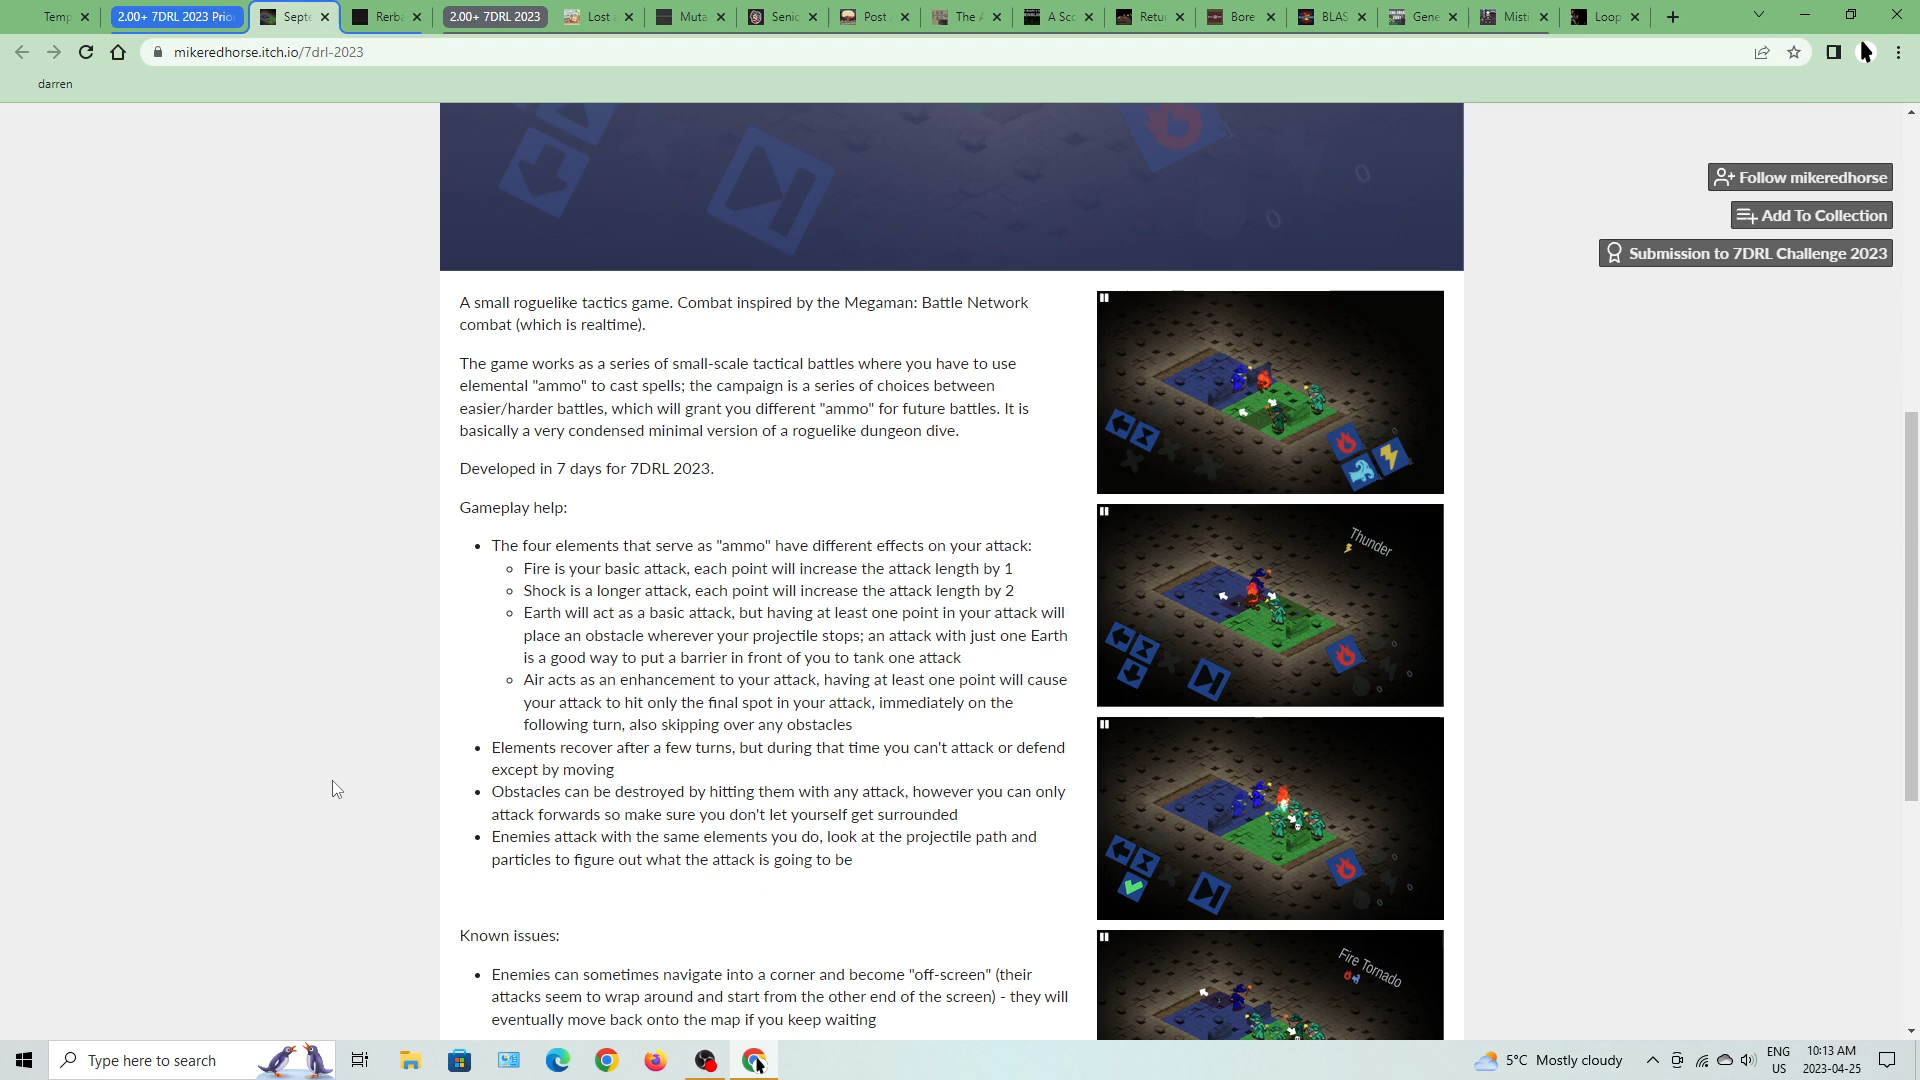 Temp
2.00+ 7DRL 2023 Prior
Septe
Rerba
2.00+ 7DRL 2023
Lost
Muta
Senic
Post
The A
A Sco
Retu
Bore
BLAS
Gene
Misti
Loop
mikeredhorse.itch.io/7drl-2023
darren
Follow mikeredhorse
Add To Collection
Submission to 7DRL Challenge 2023
A small roguelike tactics game. Combat inspired by the Megaman: Battle Network
combat (which is realtime).
The game works as a series of small-scale tactical battles where you have to use
elemental "ammo" to cast spells; the campaign is a series of choices between
easier/harder battles, which will grant you different "ammo" for future battles. It is
basically a very condensed minimal version of a roguelike dungeon dive.
Developed in 7 days for 7DRL 2023.
Gameplay help:
• The four elements that serve as "ammo" have different effects on your attack:
Fire is your basic attack, each point will increase the attack length by 1
Shock is a longer attack, each point will increase the attack length by 2
Earth will act as a basic attack, but having at least one point in your attack will
place an obstacle wherever your projectile stops; an attack with just one Earth
is a good way to put a barrier in front of you to tank one attack
Air acts as an enhancement to your attack, having at least one point will cause
your attack to hit only the final spot in your attack, immediately on the
following turn, also skipping over any obstacles
• Elements recover after a few turns, but during that time you can't attack or defend
except by moving
• Obstacles can be destroyed by hitting them with any attack, however you can only
attack forwards so make sure you don't let yourself get surrounded
• Enemies attack with the same elements you do, look at the projectile path and
particles to figure out what the attack is going to be
Known issues:
• Enemies can sometimes navigate into a corner and become "off-screen" (their
attacks seem to wrap around and start from the other end of the screen) - they will
eventually move back onto the map if you keep waiting
Thunder
Fire Tornado
Type here to search
5°C Mostly cloudy
ENG
US
10:13 AM
2023-04-25